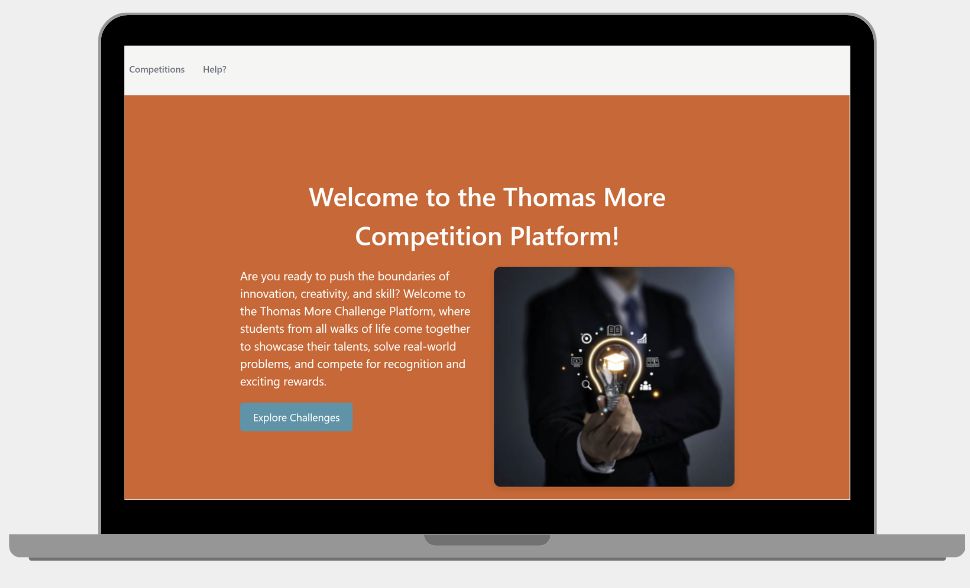 Competitions Help?
Welcome to the Thomas More
Competition Platform!
Are you ready to push the boundaries of
innovation, creativity, and skill? Welcome to
the Thomas More Challenge Platform, where
students from all walks of life come together
to showcase their talents, solve real-world
problems, and compete for recognition and
exciting rewards.
Explore Challenges